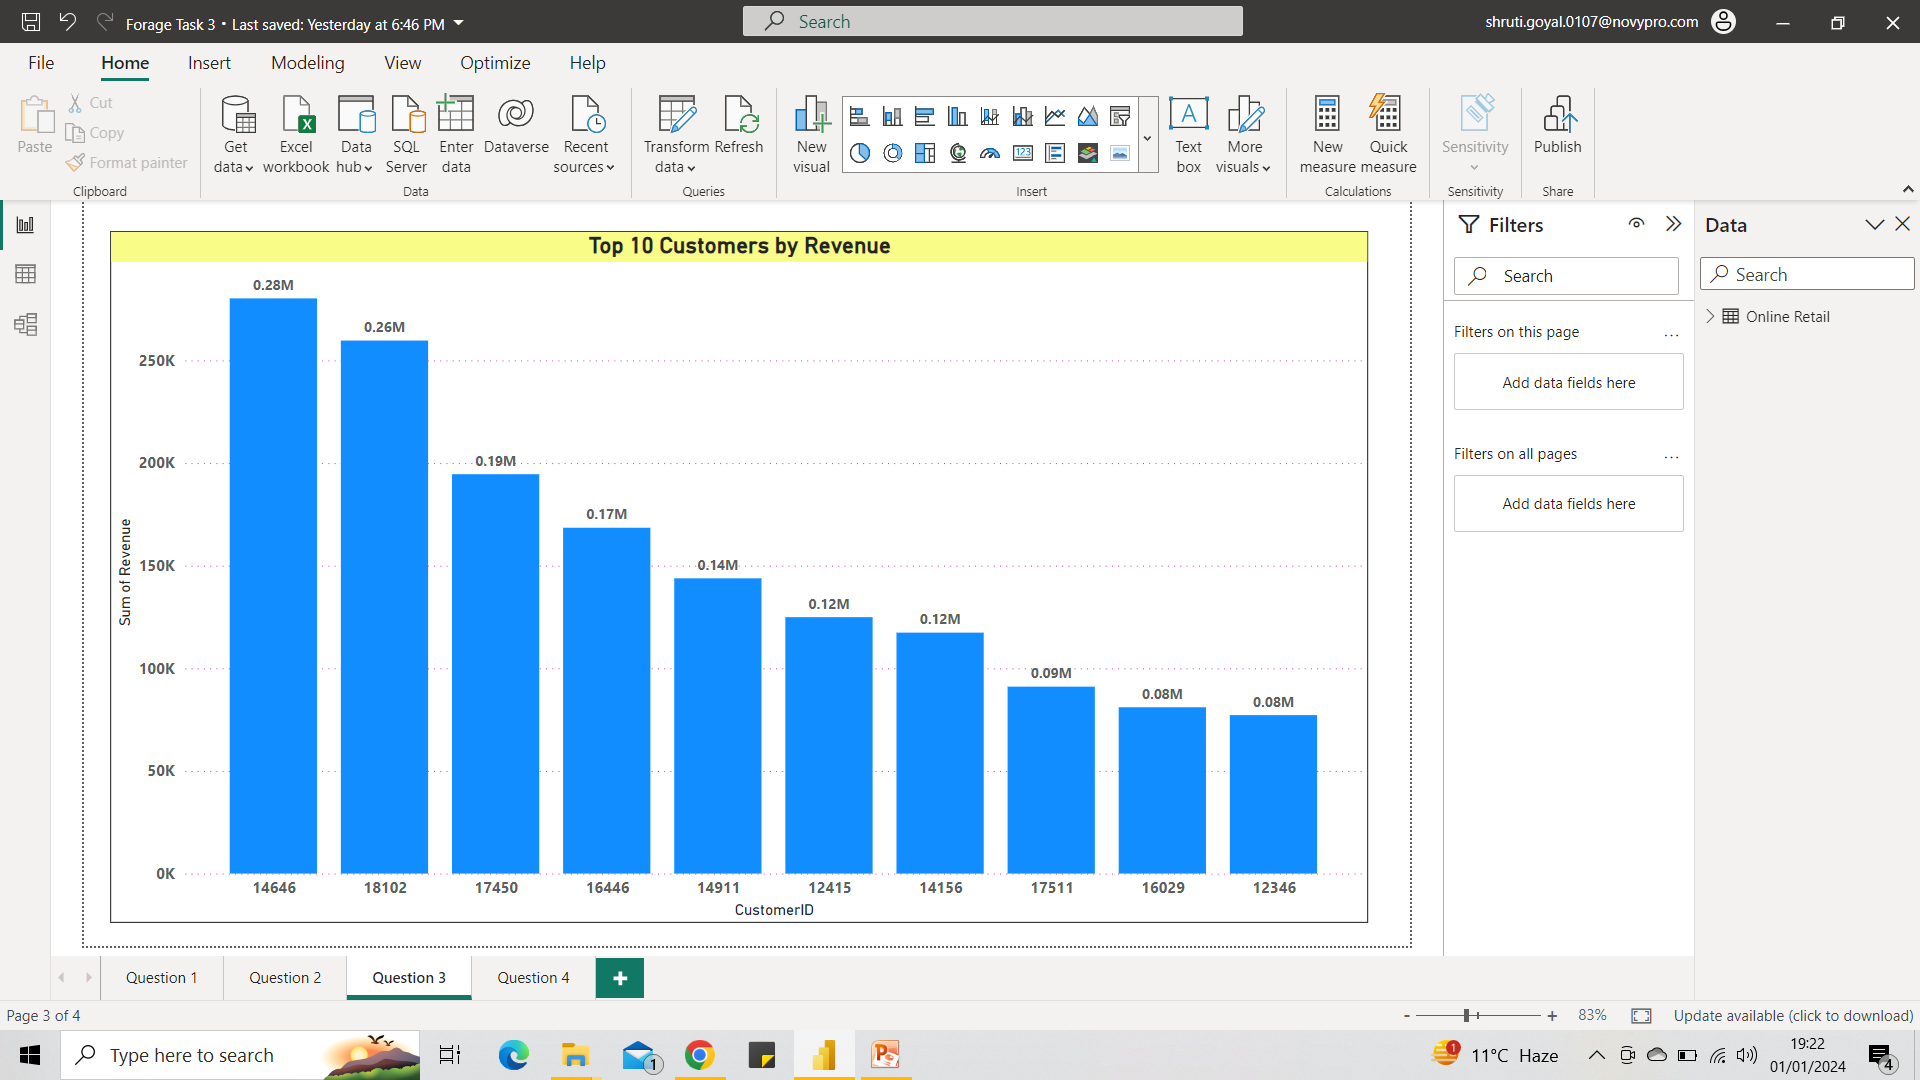 Forage Task 3 • Last saved: Yesterday at 6:46 PM
Search
shruti.goyal.0107@novypro.com
File Home Insert Modeling View Optimize Help
Paste
Cut
Copy
Format painter
Clipboard
Get data
Excel workbook
Data hub
SQL Server
Enter data
Dataverse
Recent sources
Data
Transform data
Refresh
Queries
New visual
123
A
Text box
More visuals
Insert
New measure
Quick measure
Calculations
Sensitivity
Sensitivity
Publish
Share
Top 10 Customers by Revenue
Sum of Revenue
250K
200K
150K
100K
50K
0K
0.28M
0.26M
0.19M
0.17M
0.14M
0.12M
0.12M
0.09M
0.08M
0.08M
14646 18102 17450 16446 14911 12415 14156 17511 16029 12346
CustomerID
Filters
Search
Filters on this page ...
Add data fields here
Filters on all pages ...
Add data fields here
Data
Search
Online Retail
Question 1 Question 2 Question 3 Question 4 +
Page 3 of 4
- + 83%
Update available (click to download)
Type here to search
1
1
11°C Haze
19:22
01/01/2024
4